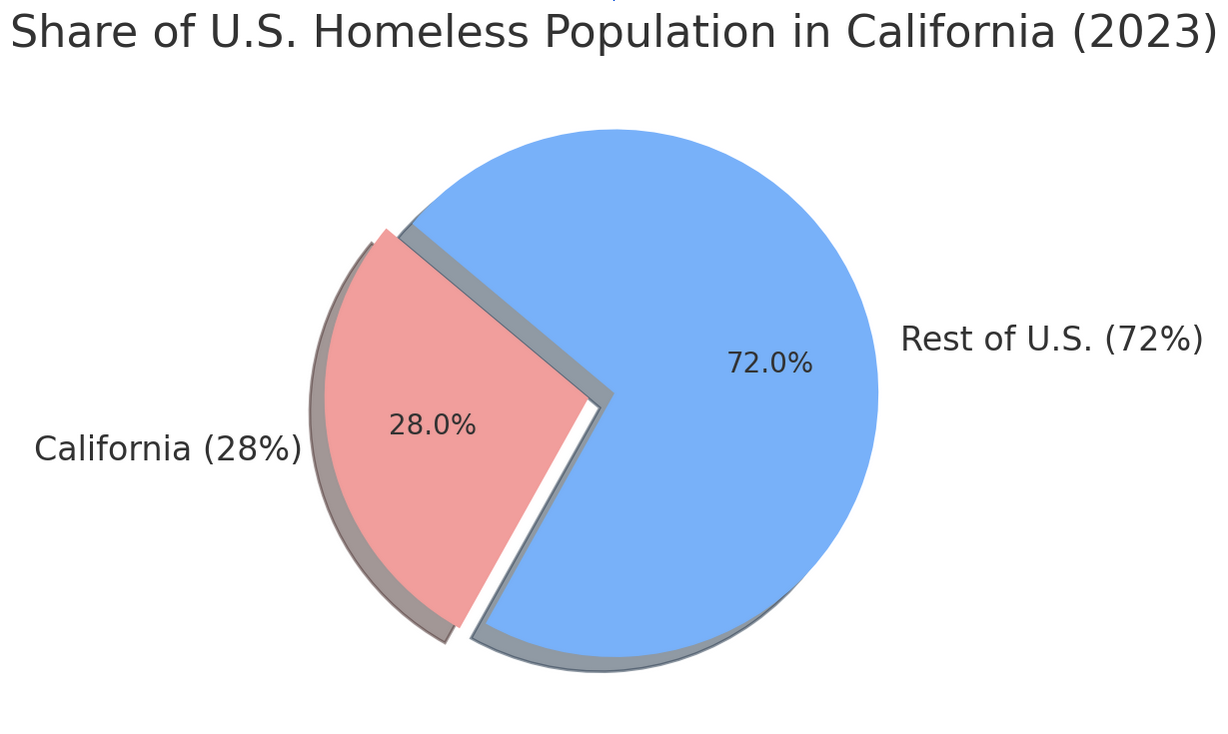 Share of U.S. Homeless Population in California (2023)
Rest of U.S. (72%)
72.0%
28.0%
California (28%)